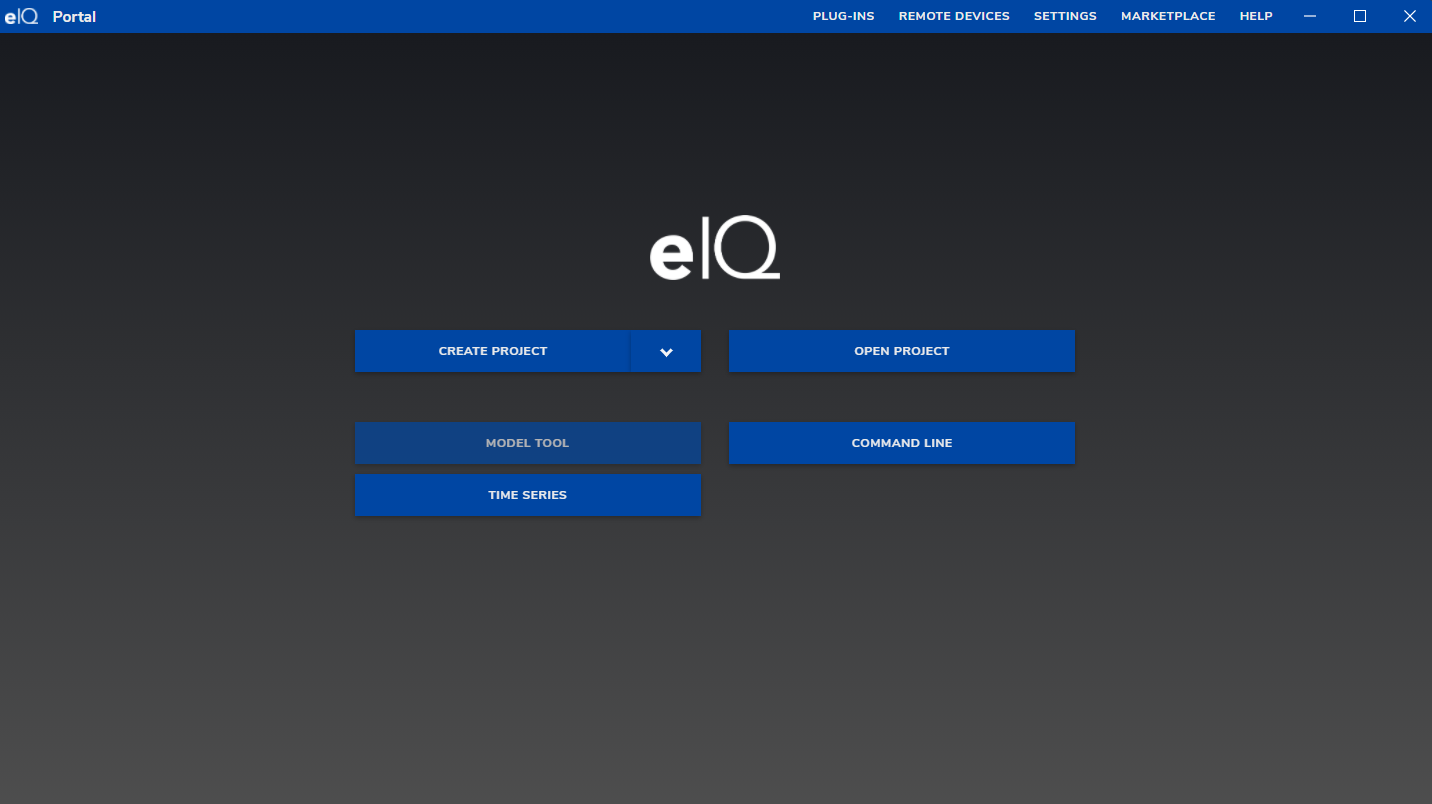 eIQ Portal PLUG-INS REMOTE DEVICES SETTINGS MARKETPLACE HELP
eIQ
CREATE PROJECT OPEN PROJECT
MODEL TOOL COMMAND LINE
TIME SERIES